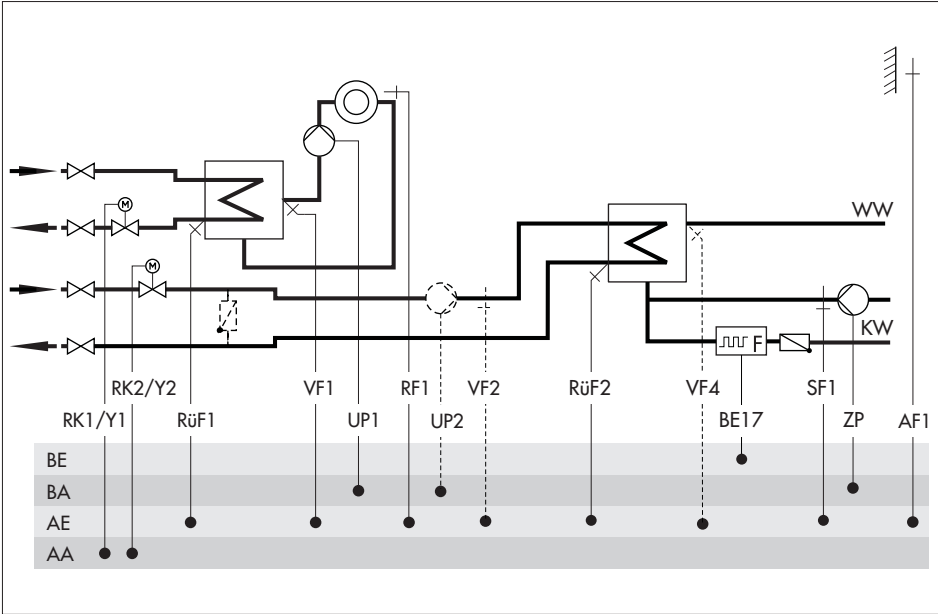 M
WW
M
F
KW
RK2/Y2 VF1 RF1 VF2 RüF2 VF4 SF1
RK1/Y1 RüF1 UP1 UP2 BE17 ZP AF1
BE
BA
AE
AA